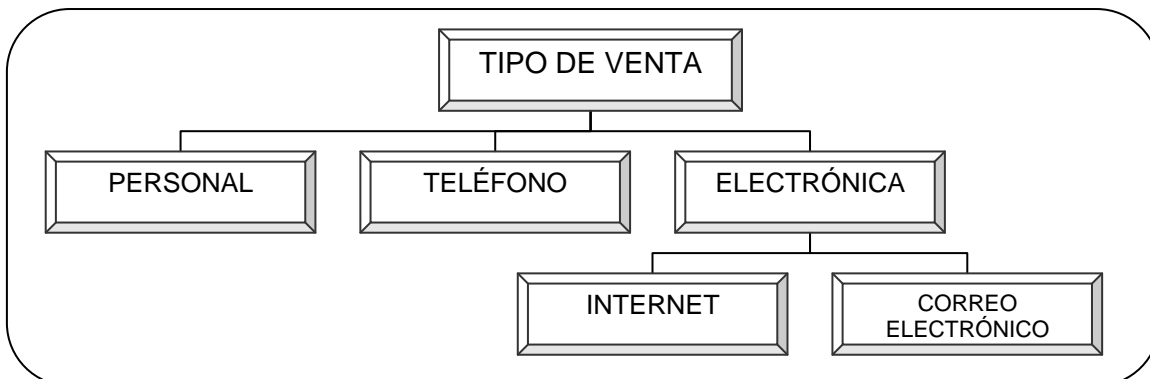 TIPO DE VENTA
PERSONAL
TELÉFONO
ELECTRÓNICA
INTERNET
CORREO
ELECTRÓNICO